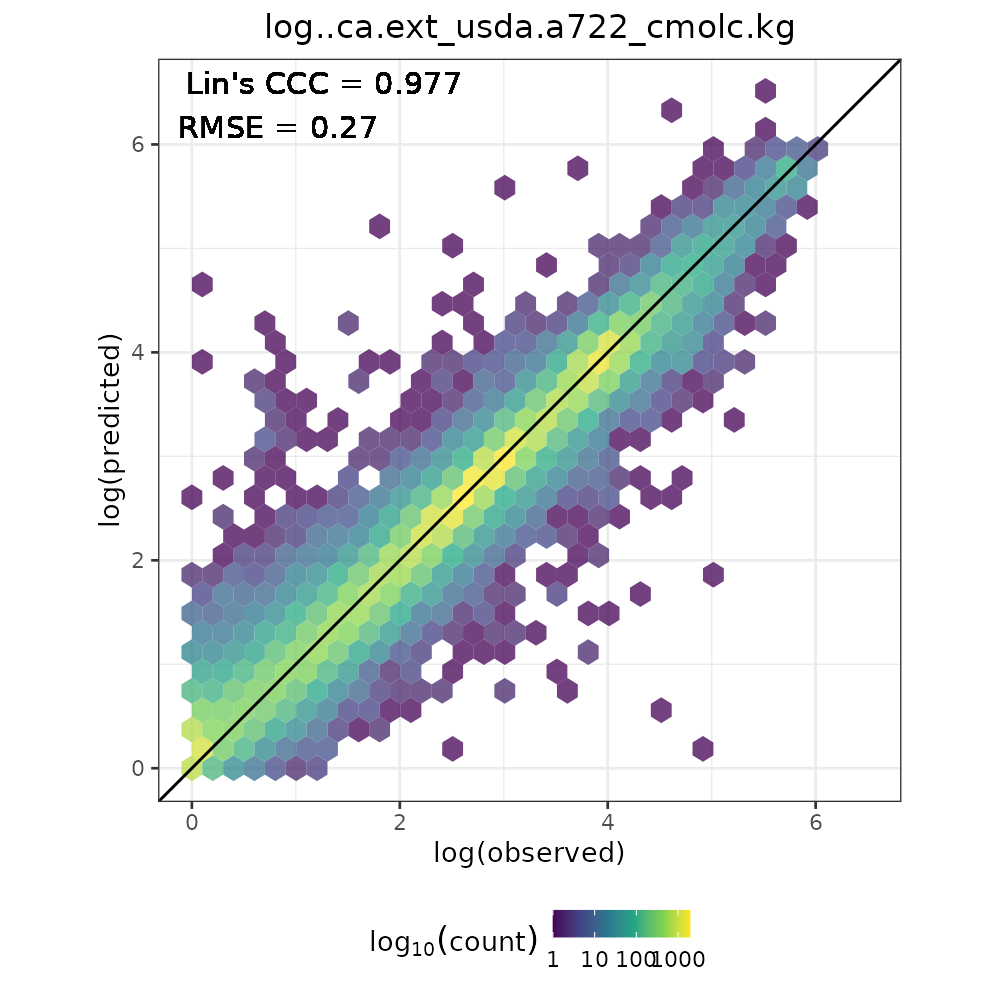 log..ca.ext_usda.a722_cmolc.kg
Lin's CCC = 0.977
RMSE = 0.27
6
4
2
0
log(predicted)
0 2 4 6
log(observed)
log10(count)
1 10 100 1000